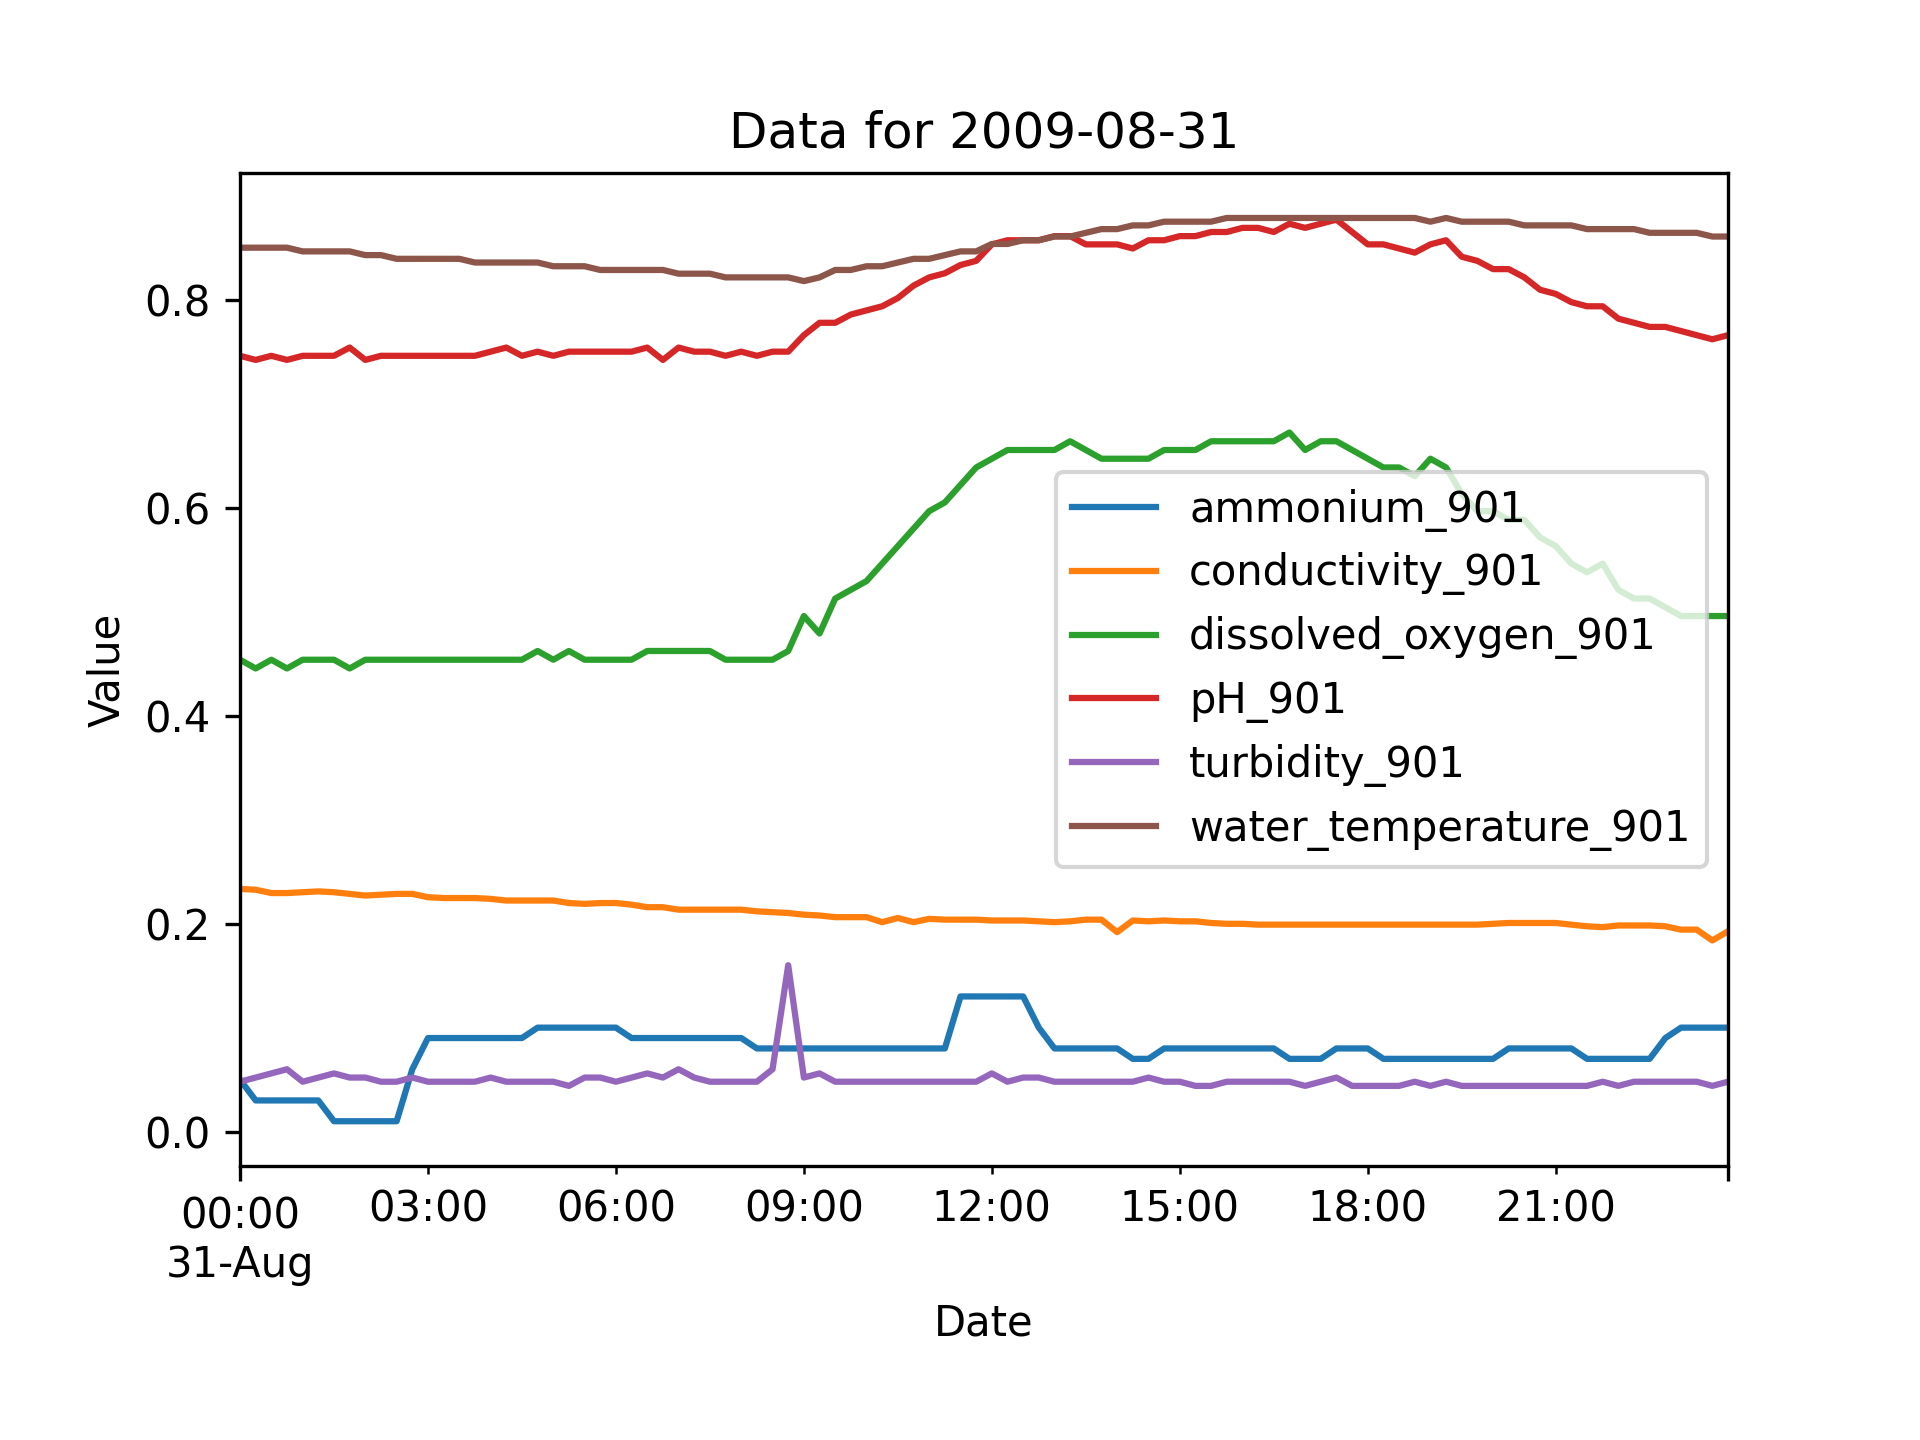 Data for 2009-08-31
Value
0.8
0.6
0.4
0.2
0.0
ammonium_901
conductivity_901
dissolved_oxygen_901
pH_901
turbidity_901
water_temperature_901
00:00 03:00 06:00 09:00 12:00 15:00 18:00 21:00
31-Aug
Date